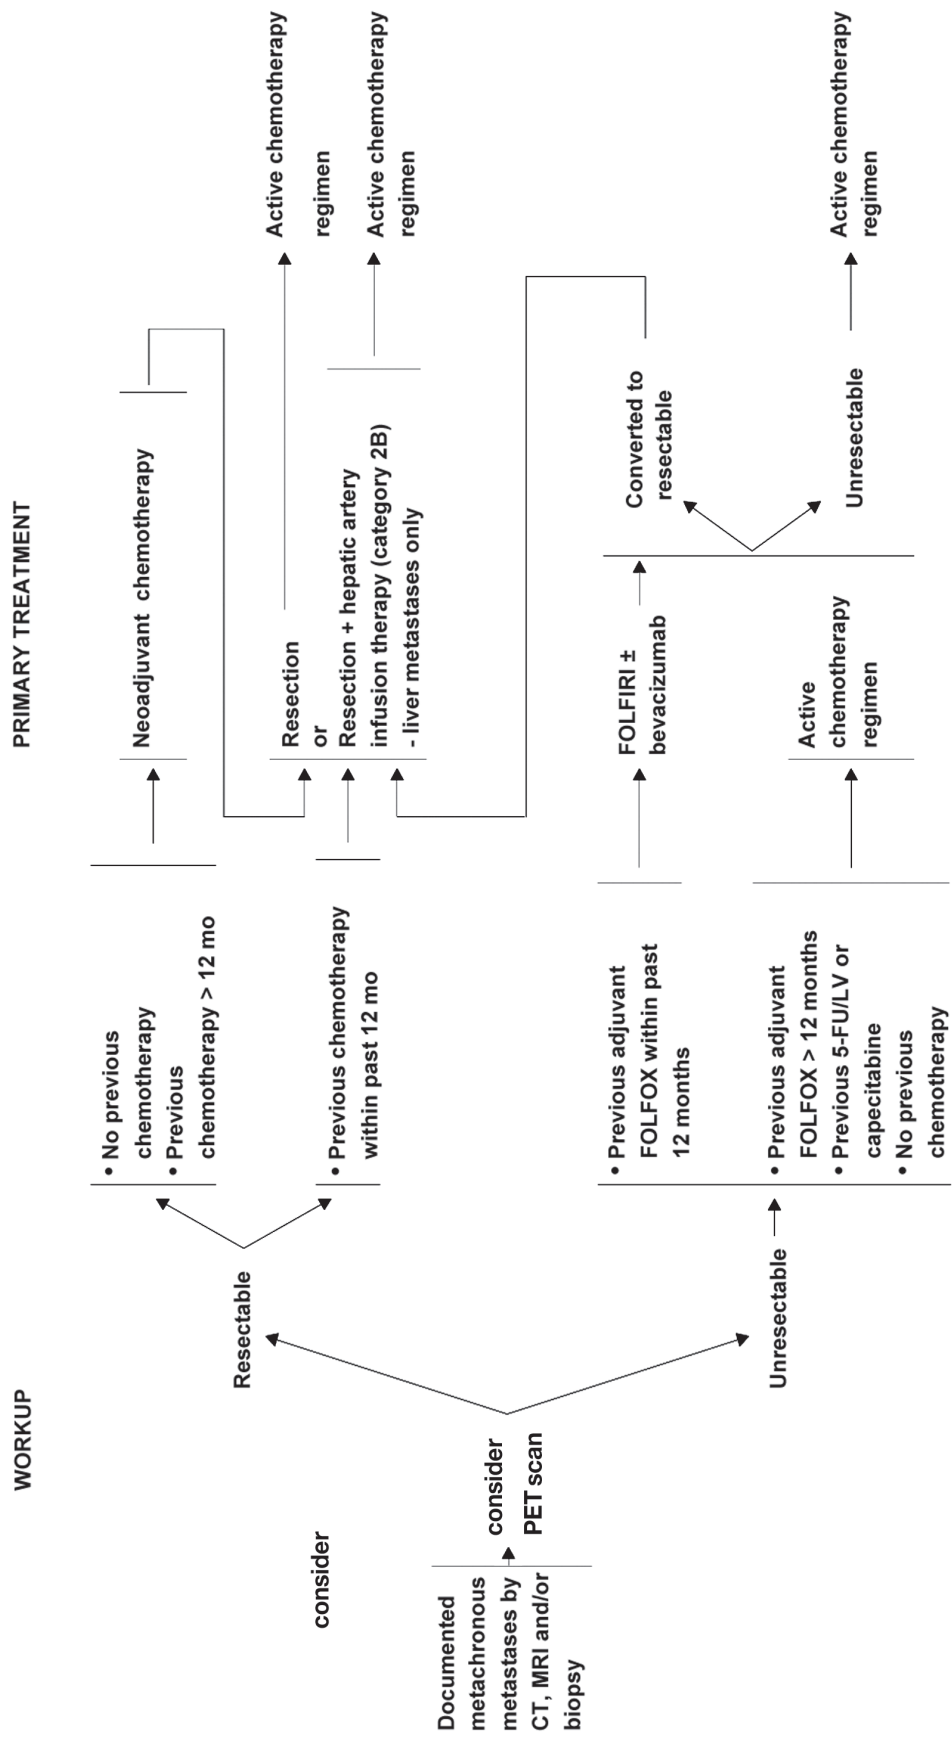 WORKUP
PRIMARY TREATMENT
consider
Documented
metachronous
metastases by
CT, MRI and/or
biopsy
consider
PET scan
Resectable
• No previous
chemotherapy
• Previous
chemotherapy > 12 mo
Neoadjuvant chemotherapy
• Previous chemotherapy
within past 12 mo
Resection
or
Resection + hepatic artery
infusion therapy (category 2B)
- liver metastases only
Active chemotherapy
regimen
Active chemotherapy
regimen
Unresectable
• Previous adjuvant
FOLFOX within past
12 months
FOLFIRI ±
bevacizumab
• Previous adjuvant
FOLFOX > 12 months
• Previous 5-FU/LV or
capecitabine
• No previous
chemotherapy
Active
chemotherapy
regimen
Converted to
resectable
Unresectable
Active chemotherapy
regimen